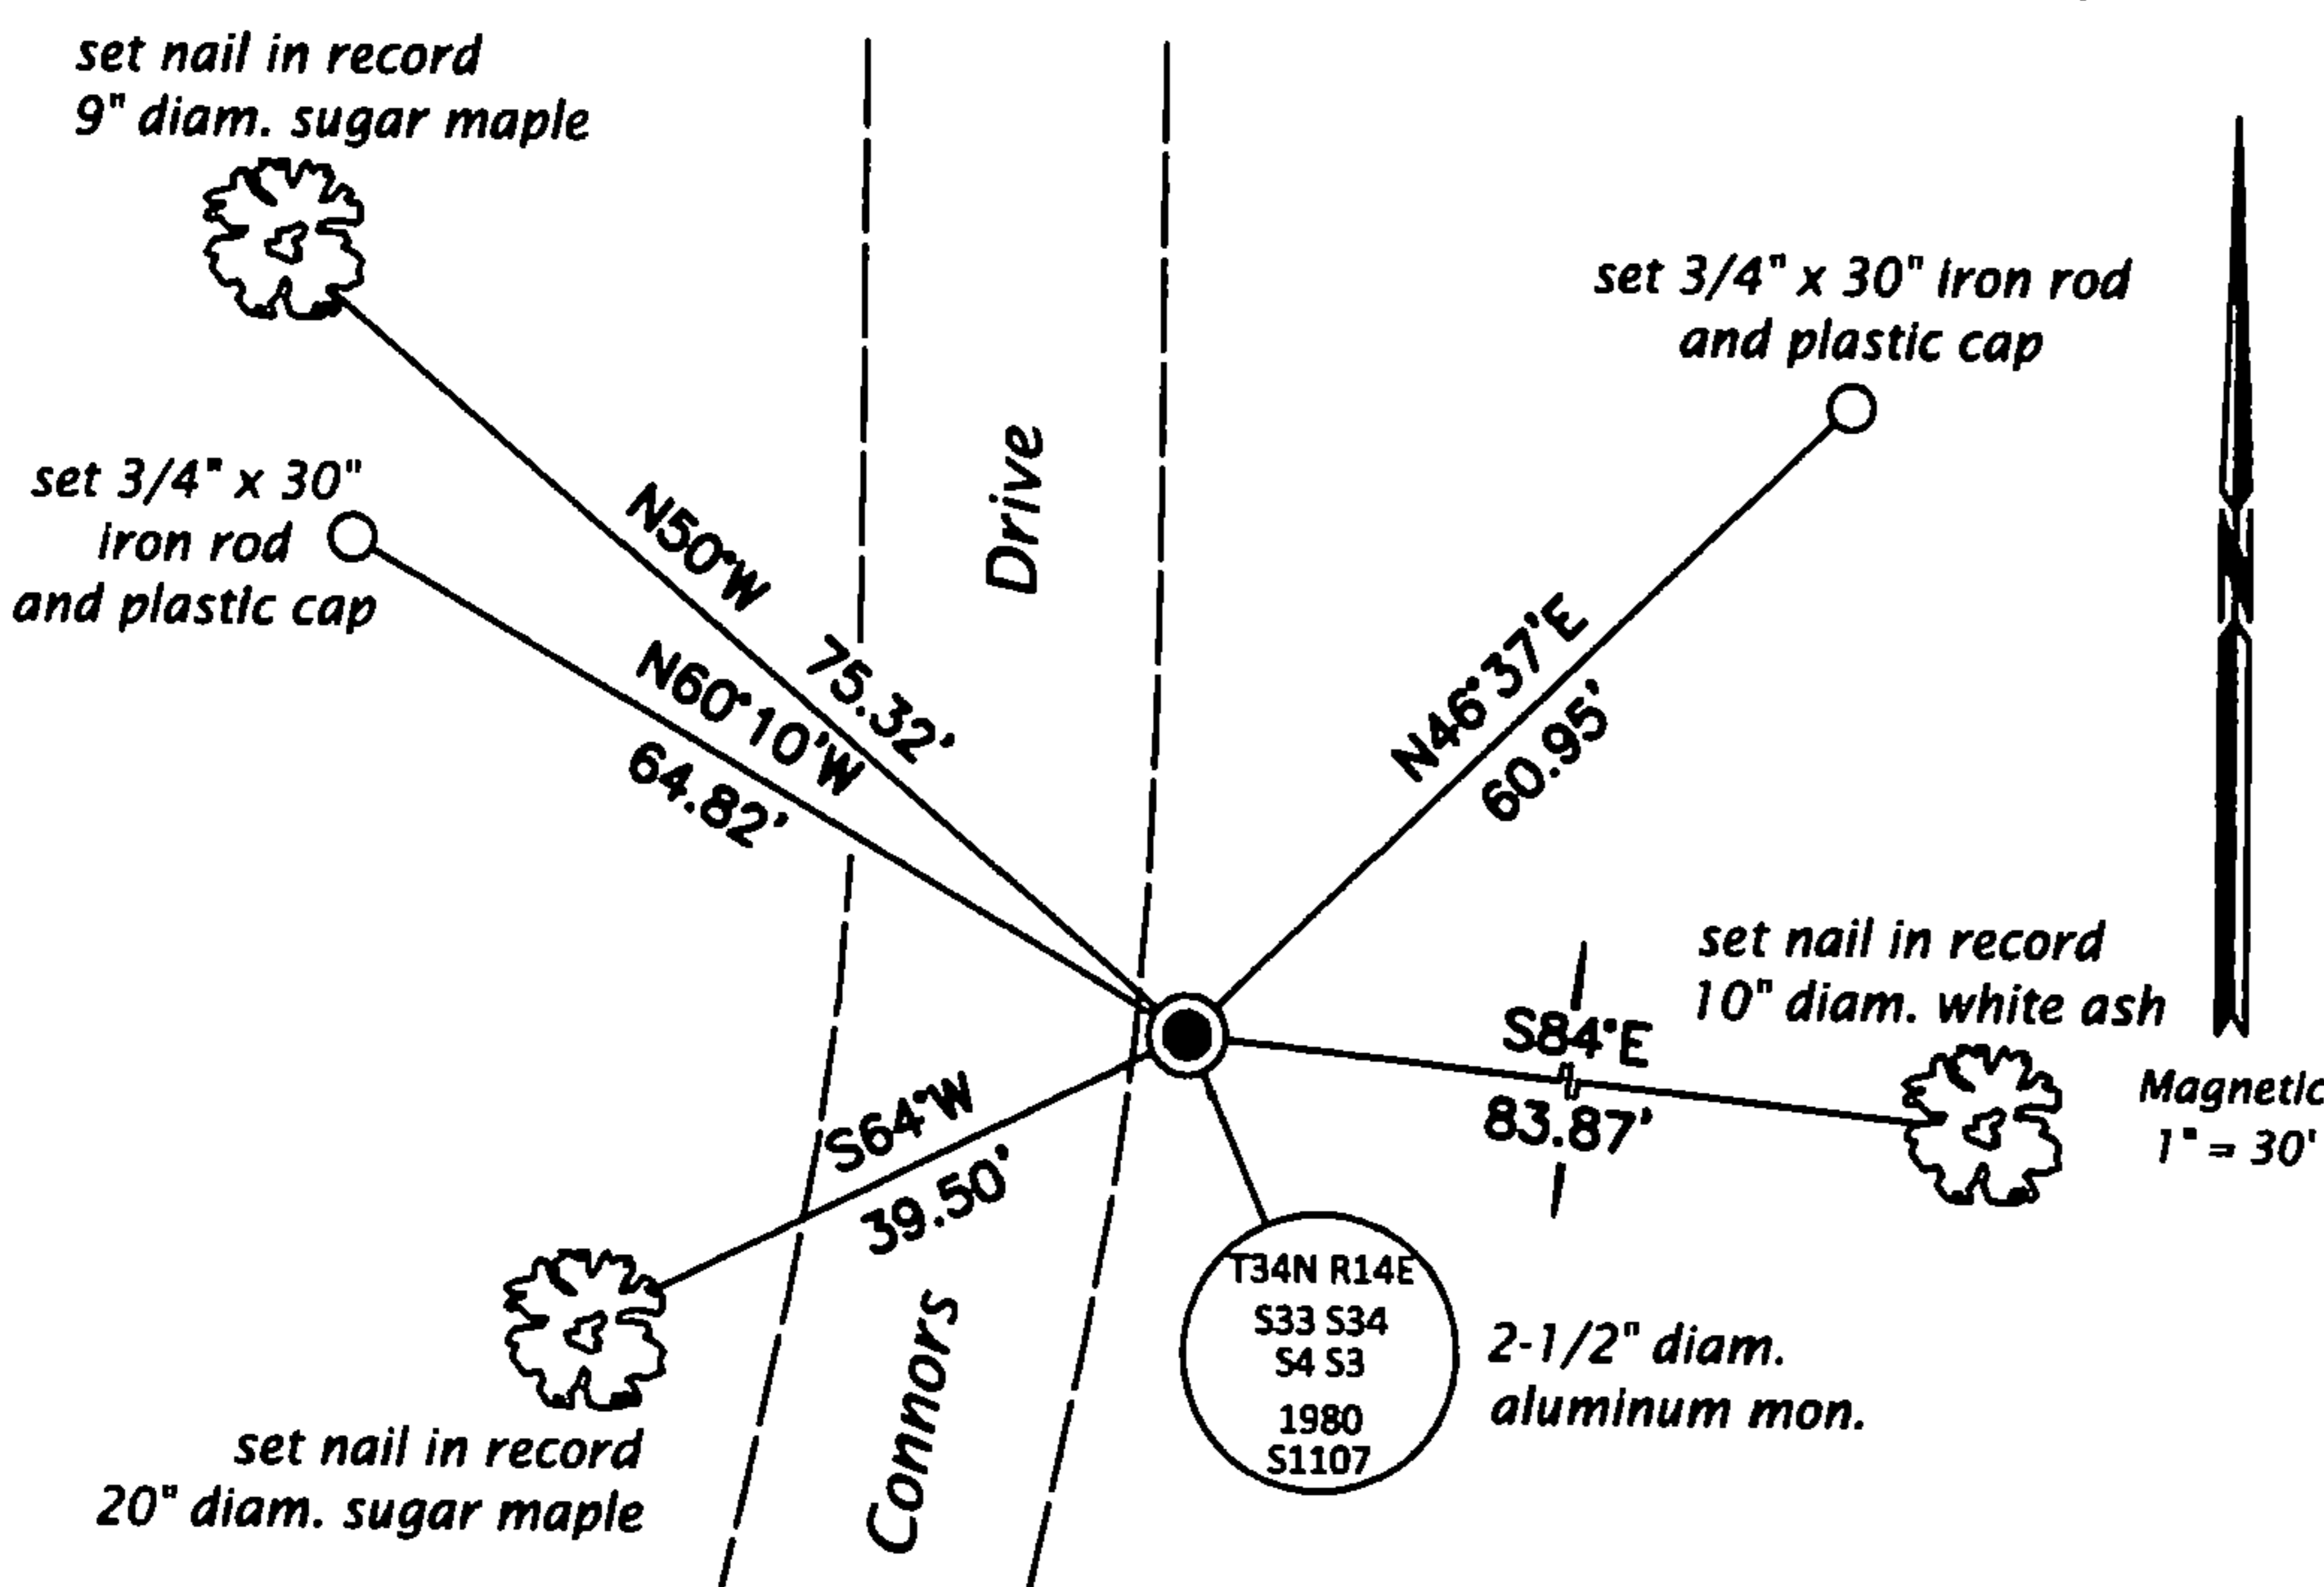 set nail in record
9" diam. sugar maple
set 3/4" x 30" iron rod
and plastic cap
set 3/4" x 30"
iron rod
and plastic cap
N50°W
75.32'
N60°10'W
64.82'
Drive
N46°37'E
60.95'
N
set nail in record
10" diam. white ash
S84°E
83.87'
Magnetic
1" = 30'
S64°W
39.50'
Connors
T34N R14E
S33 S34
S4 S3
1980
S1107
2-1/2" diam.
aluminum mon.
set nail in record
20" diam. sugar maple